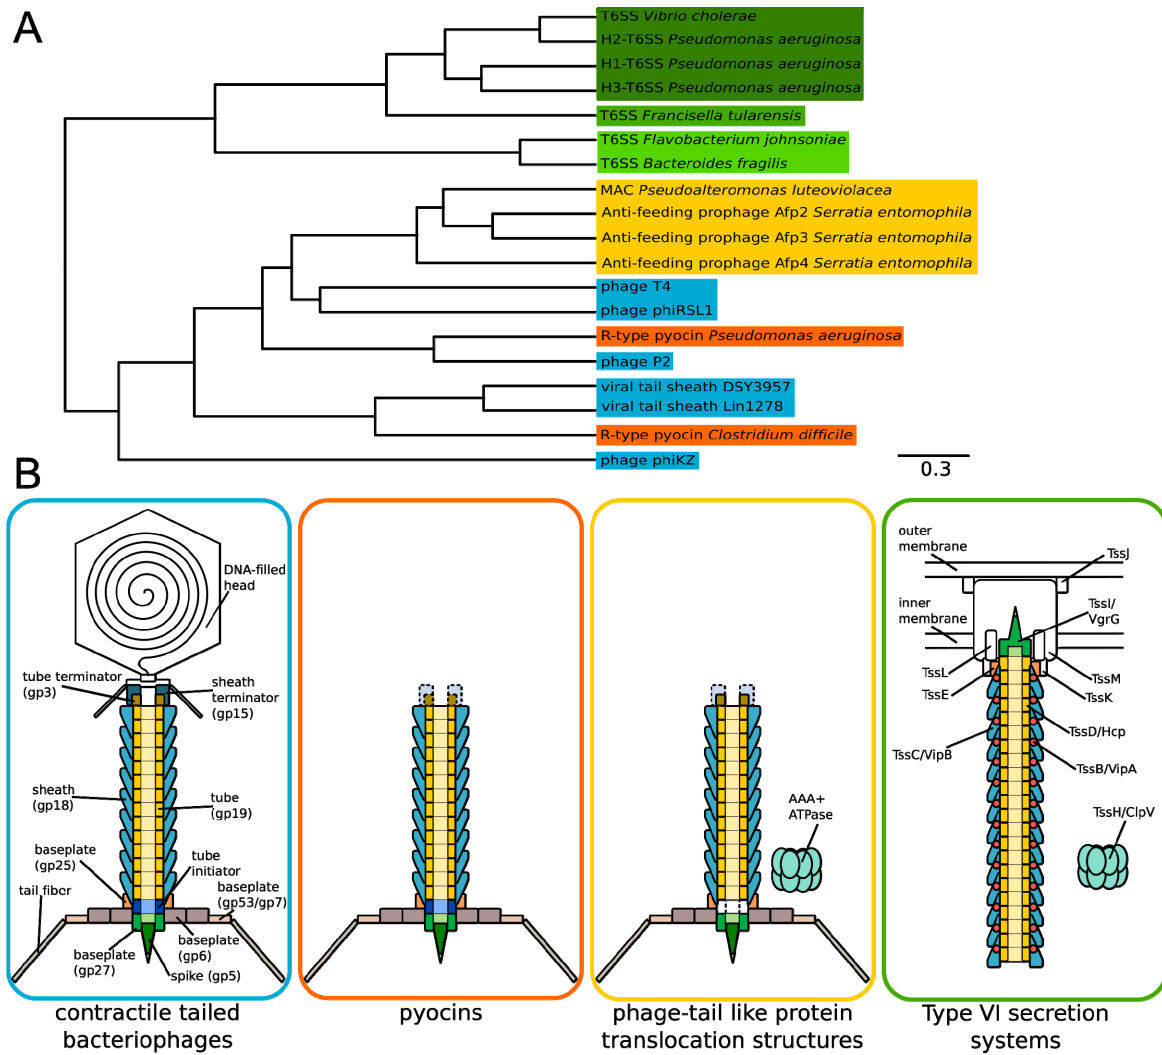 A
T6SS Vibrio cholerae
H2-T6SS Pseudomonas aeruginosa
H1-T6SS Pseudomonas aeruginosa
H3-T6SS Pseudomonas aeruginosa
T6SS Francisella tularensis
T6SS Flavobacterium johnsoniae
T6SS Bacteroides fragilis
MAC Pseudoalteromonas luteoviolacea
Anti-feeding prophage Afp2 Serratia entomophila
Anti-feeding prophage Afp3 Serratia entomophila
Anti-feeding prophage Afp4 Serratia entomophila
phage T4
phage phiRSL1
R-type pyocin Pseudomonas aeruginosa
phage P2
viral tail sheath DSY3957
viral tail sheath Lin1278
R-type pyocin Clostridium difficile
phage phiKZ
0.3
B
DNA-filled
head
tube terminator
(gp3)
sheath
terminator
(gp15)
sheath
(gp18)
tube
(gp19)
baseplate
(gp25)
tube
initiator
tail fiber
baseplate
(gp53/gp7)
baseplate
(gp27)
baseplate
(gp6)
spike (gp5)
contractile tailed
bacteriophages
pyocins
AAA+
ATPase
phage-tail like protein
translocation structures
outer
membrane
TssJ
inner
membrane
TssI/
VgrG
TssL
TssM
TssE
TssK
TssD/Hcp
TssC/VipB
TssB/VipA
TssH/ClpV
Type VI secretion
systems